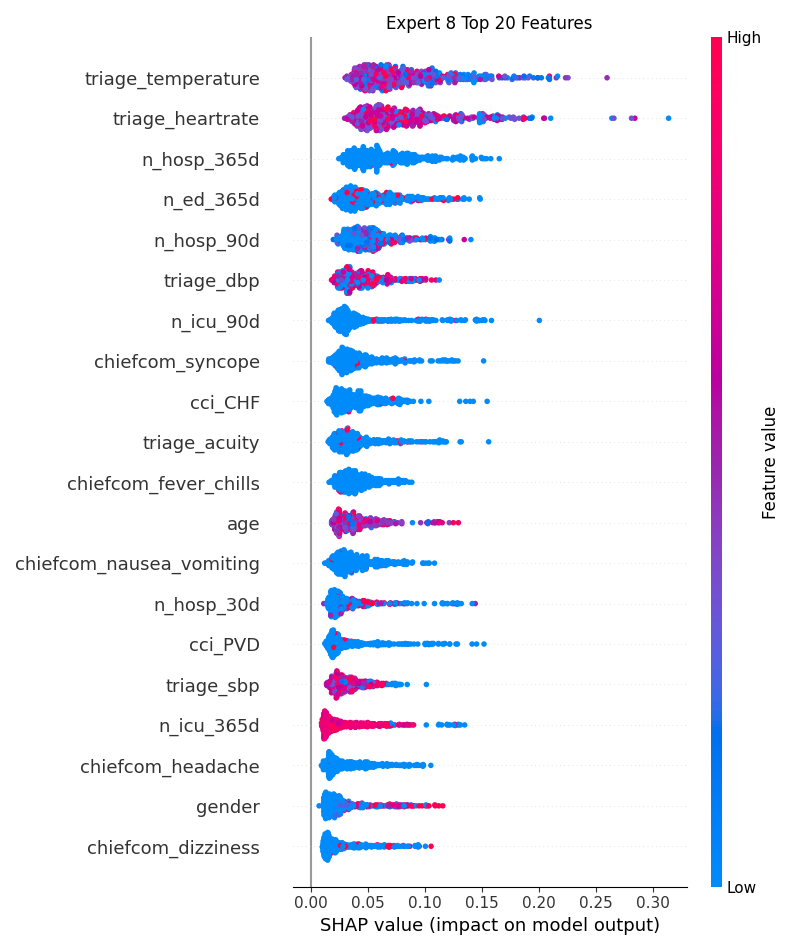 Expert 8 Top 20 Features
High
triage_temperature
triage_heartrate
n_hosp_365d
n_ed_365d
n_hosp_90d
triage_dbp
n_icu_90d
chiefcom_syncope
cci_CHF
triage_acuity
chiefcom_fever_chills
age
chiefcom_nausea_vomiting
n_hosp_30d
cci_PVD
triage_sbp
n_icu_365d
chiefcom_headache
gender
chiefcom_dizziness
Feature value
Low
0.00 0.05 0.10 0.15 0.20 0.25 0.30
SHAP value (impact on model output)